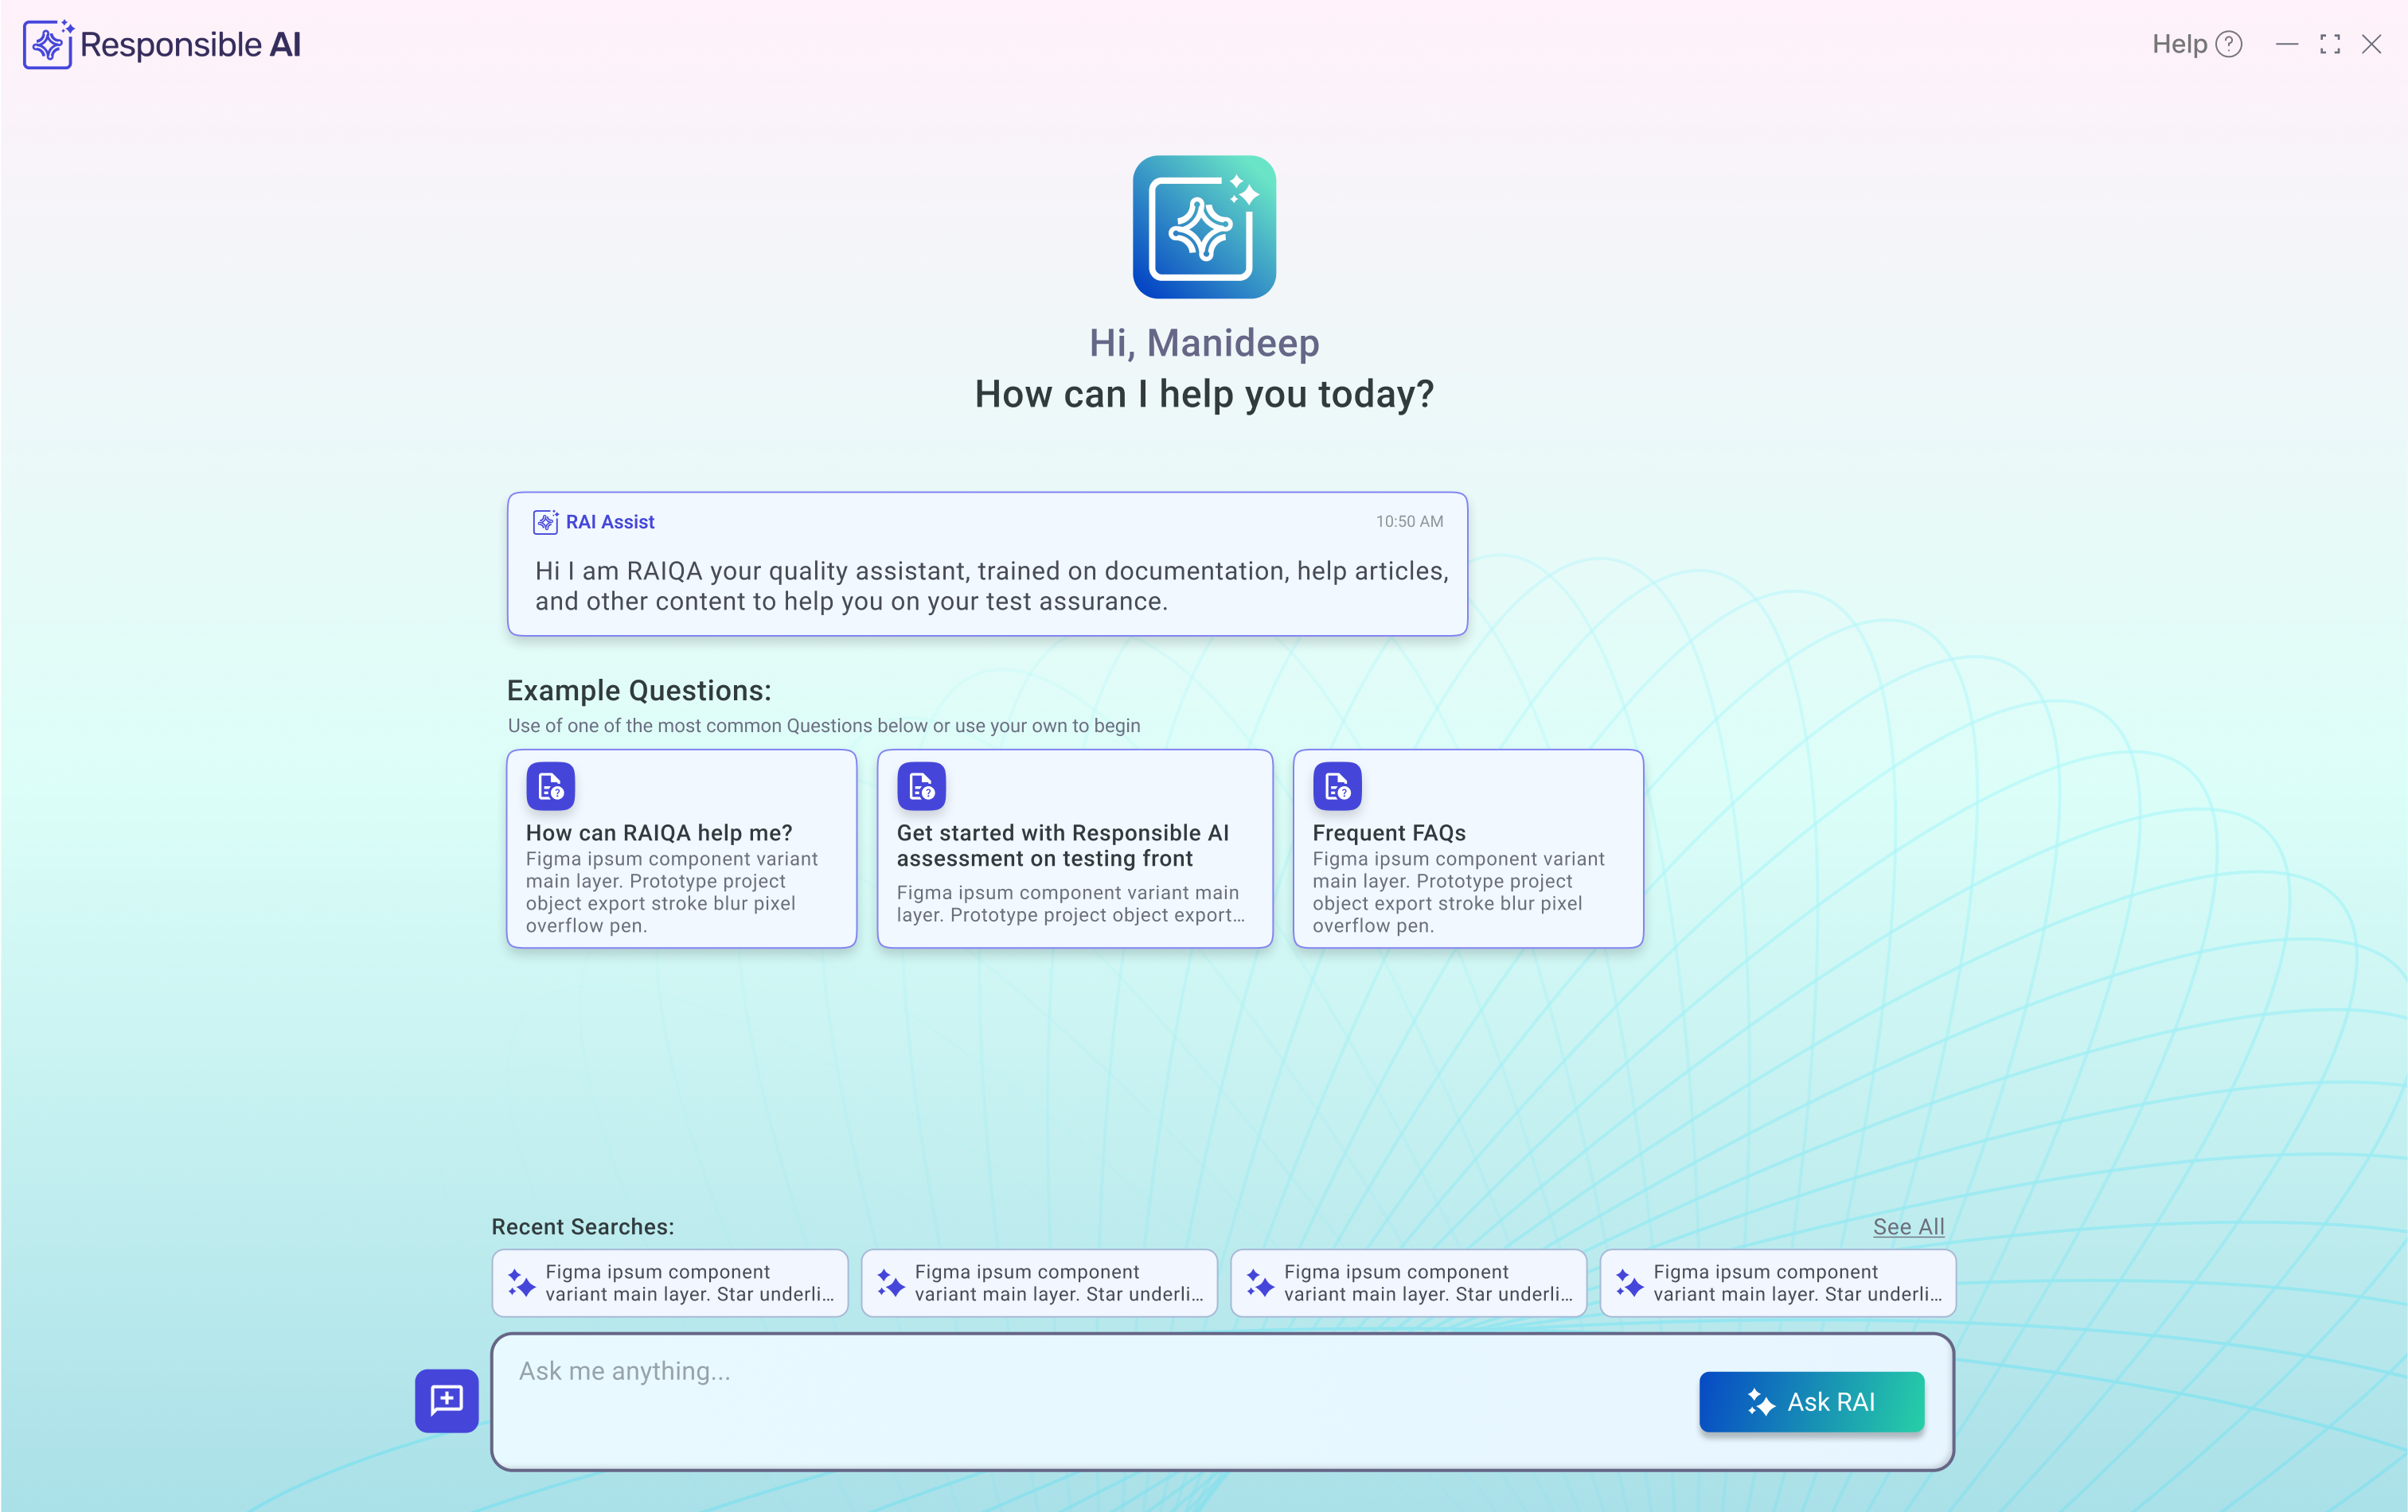 Responsible AI
Help ?
Hi, Manideep
How can I help you today?
RAI Assist
10:50 AM
Hi I am RAIQA your quality assistant, trained on documentation, help articles,
and other content to help you on your test assurance.
Example Questions:
Use of one of the most common Questions below or use your own to begin
How can RAIQA help me?
Figma ipsum component variant
main layer. Prototype project
object export stroke blur pixel
overflow pen.
Get started with Responsible AI
assessment on testing front
Figma ipsum component variant main
layer. Prototype project object export...
Frequent FAQs
Figma ipsum component variant
main layer. Prototype project
object export stroke blur pixel
overflow pen.
Recent Searches:
See All
Figma ipsum component
variant main layer. Star underli...
Figma ipsum component
variant main layer. Star underli...
Figma ipsum component
variant main layer. Star underli...
Figma ipsum component
variant main layer. Star underli...
Ask me anything...
Ask RAI